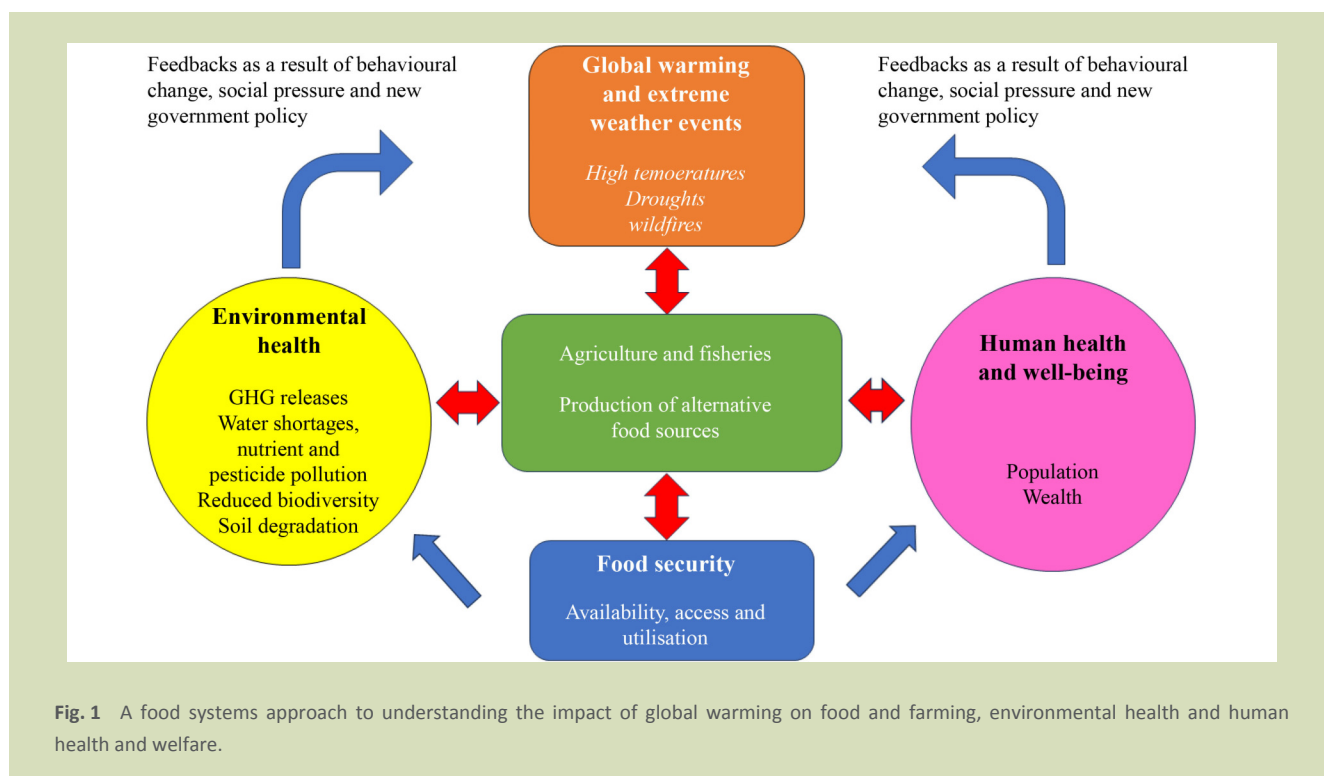 Feedbacks as a result of behavioural
change, social pressure and new
government policy
Global warming
and extreme
weather events
High temoeratures
Droughts
wildfires
Feedbacks as a result of behavioural
change, social pressure and new
government policy
Environmental
health
GHG releases
Water shortages,
nutrient and
pesticide pollution
Reduced biodiversity
Soil degradation
Agriculture and fisheries
Production of alternative
food sources
Human health
and well-being
Population
Wealth
Food security
Availability, access and
utilisation
Fig. 1 A food systems approach to understanding the impact of global warming on food and farming, environmental health and human
health and welfare.